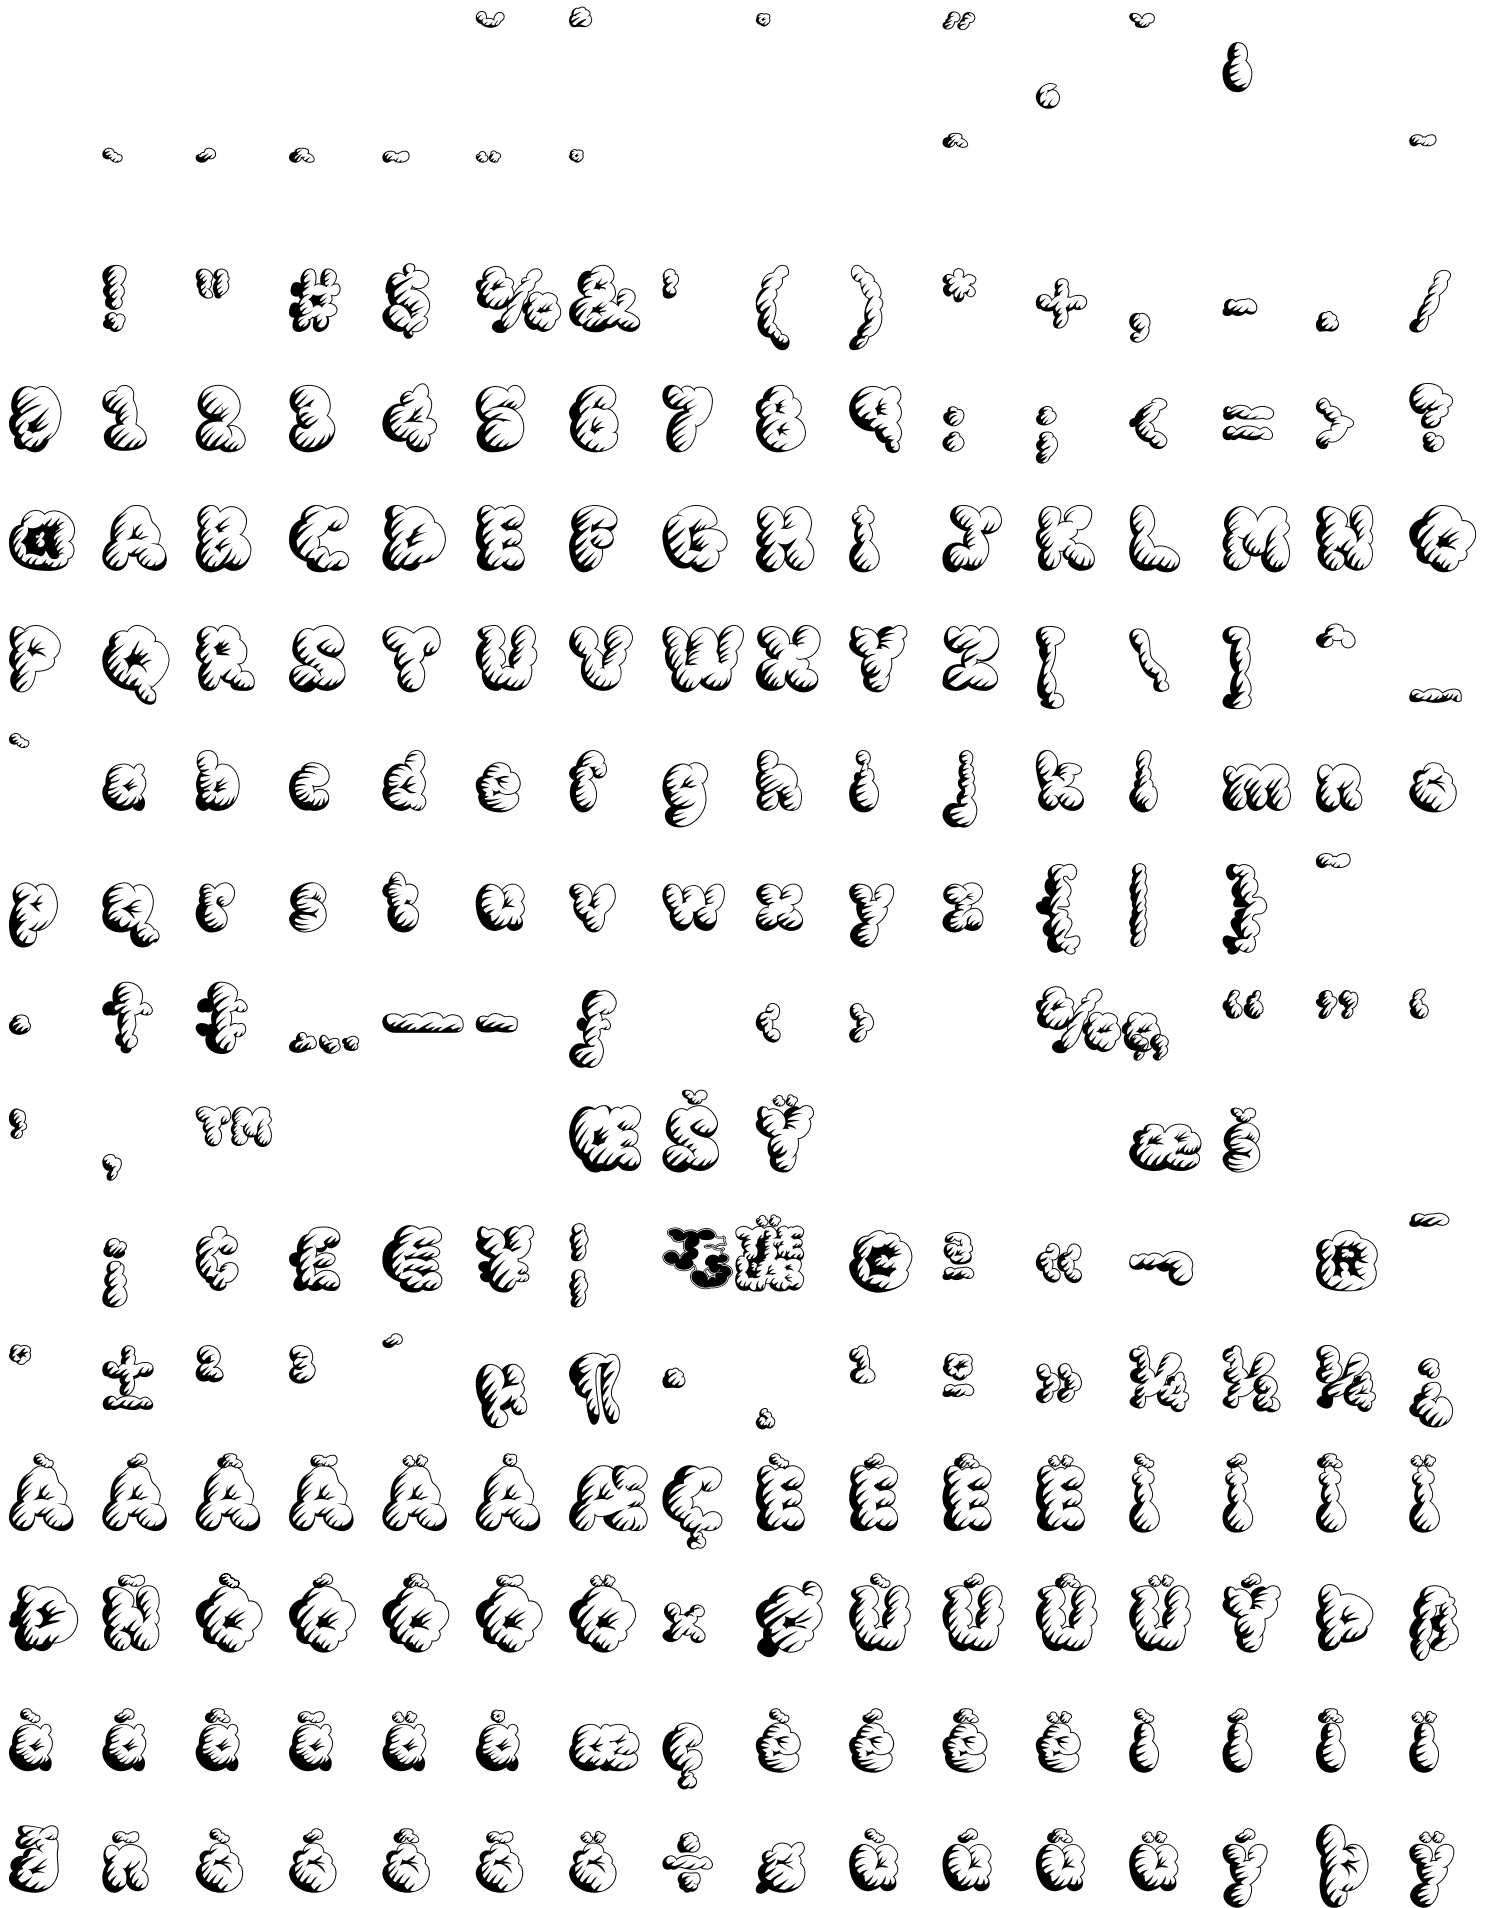 ˘ ˙ ˚ ˝ ˇ
ı
` ´ ˆ ˜ ¨ ˚ ˆ ˜
! " # $ % & ' ( ) * + , - . /
0 1 2 3 4 5 6 7 8 9 : ; < = > ?
@ A B C D E F G H I J K L M N O
P Q R S T U V W X Y Z [ \ ] ^ _
` a b c d e f g h i j k l m n o
p q r s t u v w x y z { | } ~
• † ‡ … — – ƒ ‹ › ‰ “ ” ‘
’ ‚ ™ Œ Š Ÿ œ š
¡ ¢ £ € ¥ ¦ © ª « ¬ ® ¯
° ± ² ³ ´ µ ¶ · ¸ ¹ º » ¼ ½ ¾ ¿
À Á Â Ã Ä Å Æ Ç È É Ê Ë Ì Í Î Ï
Ð Ñ Ò Ó Ô Õ Ö × Ø Ù Ú Û Ü Ý Þ ß
à á â ã ä å æ ç è é ê ë ì í î ï
ñ ò ó ô õ ö ÷ ø ù ú û ü ý þ ÿ